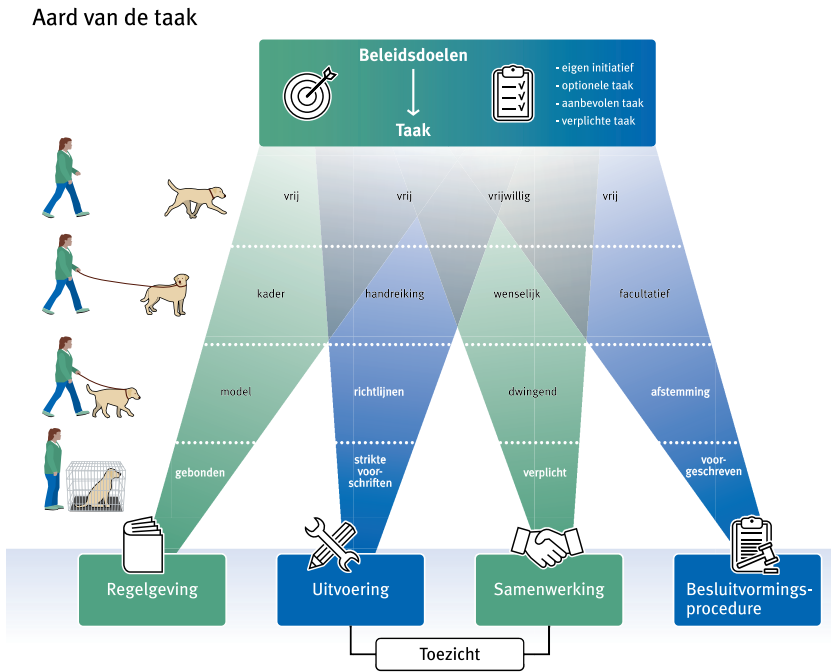 Aard van de taak
Beleidsdoelen
Taak
- eigen initiatief
- optionele taak
- aanbevolen taak
- verplichte taak
vrij
vrij
vrijwillig
vrij
kader
handreiking
wenselijk
facultatief
model
richtlijnen
dwingend
afstemming
gebonden
strikte
voor-
schriften
verplicht
voor-
geschreven
Regelgeving
Uitvoering
Samenwerking
Besluitvormings-
procedure
Toezicht